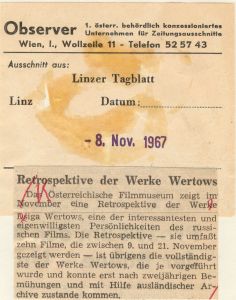 Observer
1. österr. behördlich konzessioniertes
Unternehmen für Zeitungsausschnitte
Wien, I., Wollzeile 11 - Telefon 52 57 43
Ausschnitt aus:
Linzer Tagblatt
Linz Datum:
- 8. Nov. 1967
Retrospektive der Werke Wertows
Das Österreichische Filmmuseum zeigt im
November eine Retrospektive der Werke
Dziga Wertows, eine der interessantesten und
eigenwilligsten Persönlichkeiten des russi-
schen Films. Die Retrospektive — sie umfaßt
zehn Filme, die zwischen 9. und 21. November
gezeigt werden — ist übrigens die vollständig-
ste der Werke Wertows, die je vorgeführt
wurde und konnte erst nach zweijährigen Be-
mühungen und mit Hilfe ausländischer Ar-
chive zustande kommen.